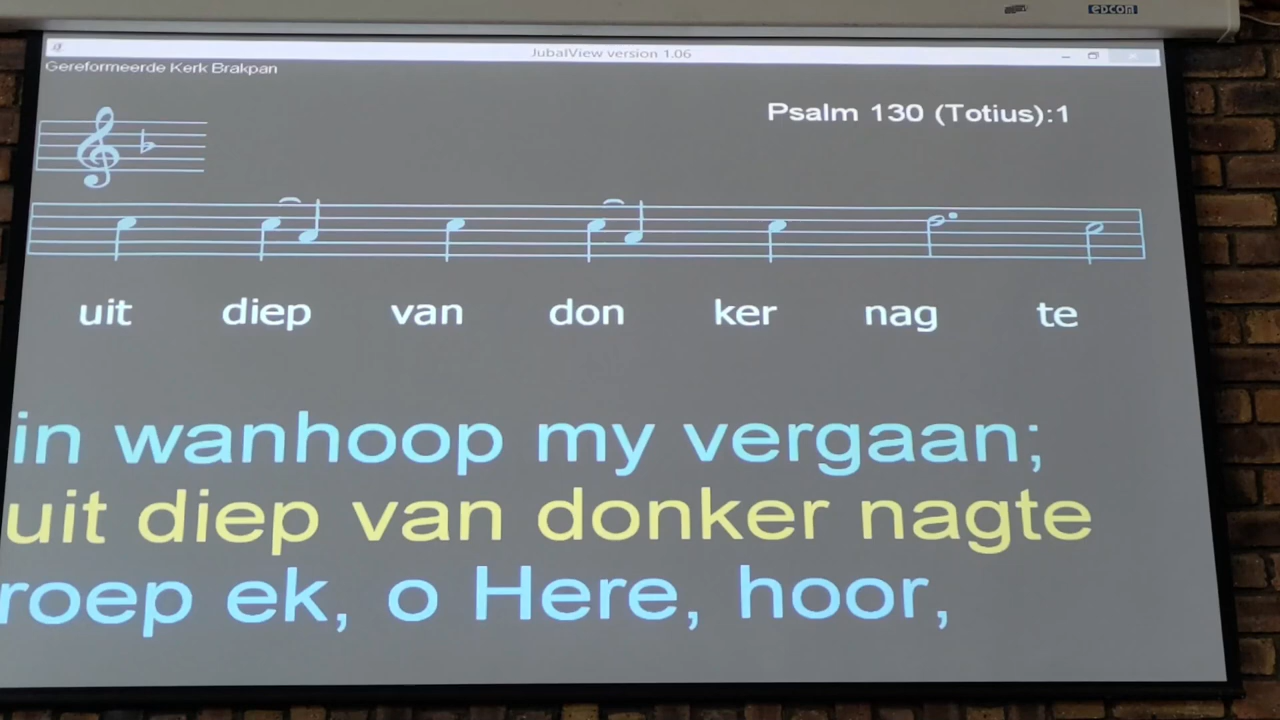 EDCOM
JubalView version 1.06
Gereformeerde Kerk Brakpan
Psalm 130 (Totius):1
uit diep van don ker nag te
in wanhoop my vergaan;
uit diep van donker nagte
roep ek, o Here, hoor,